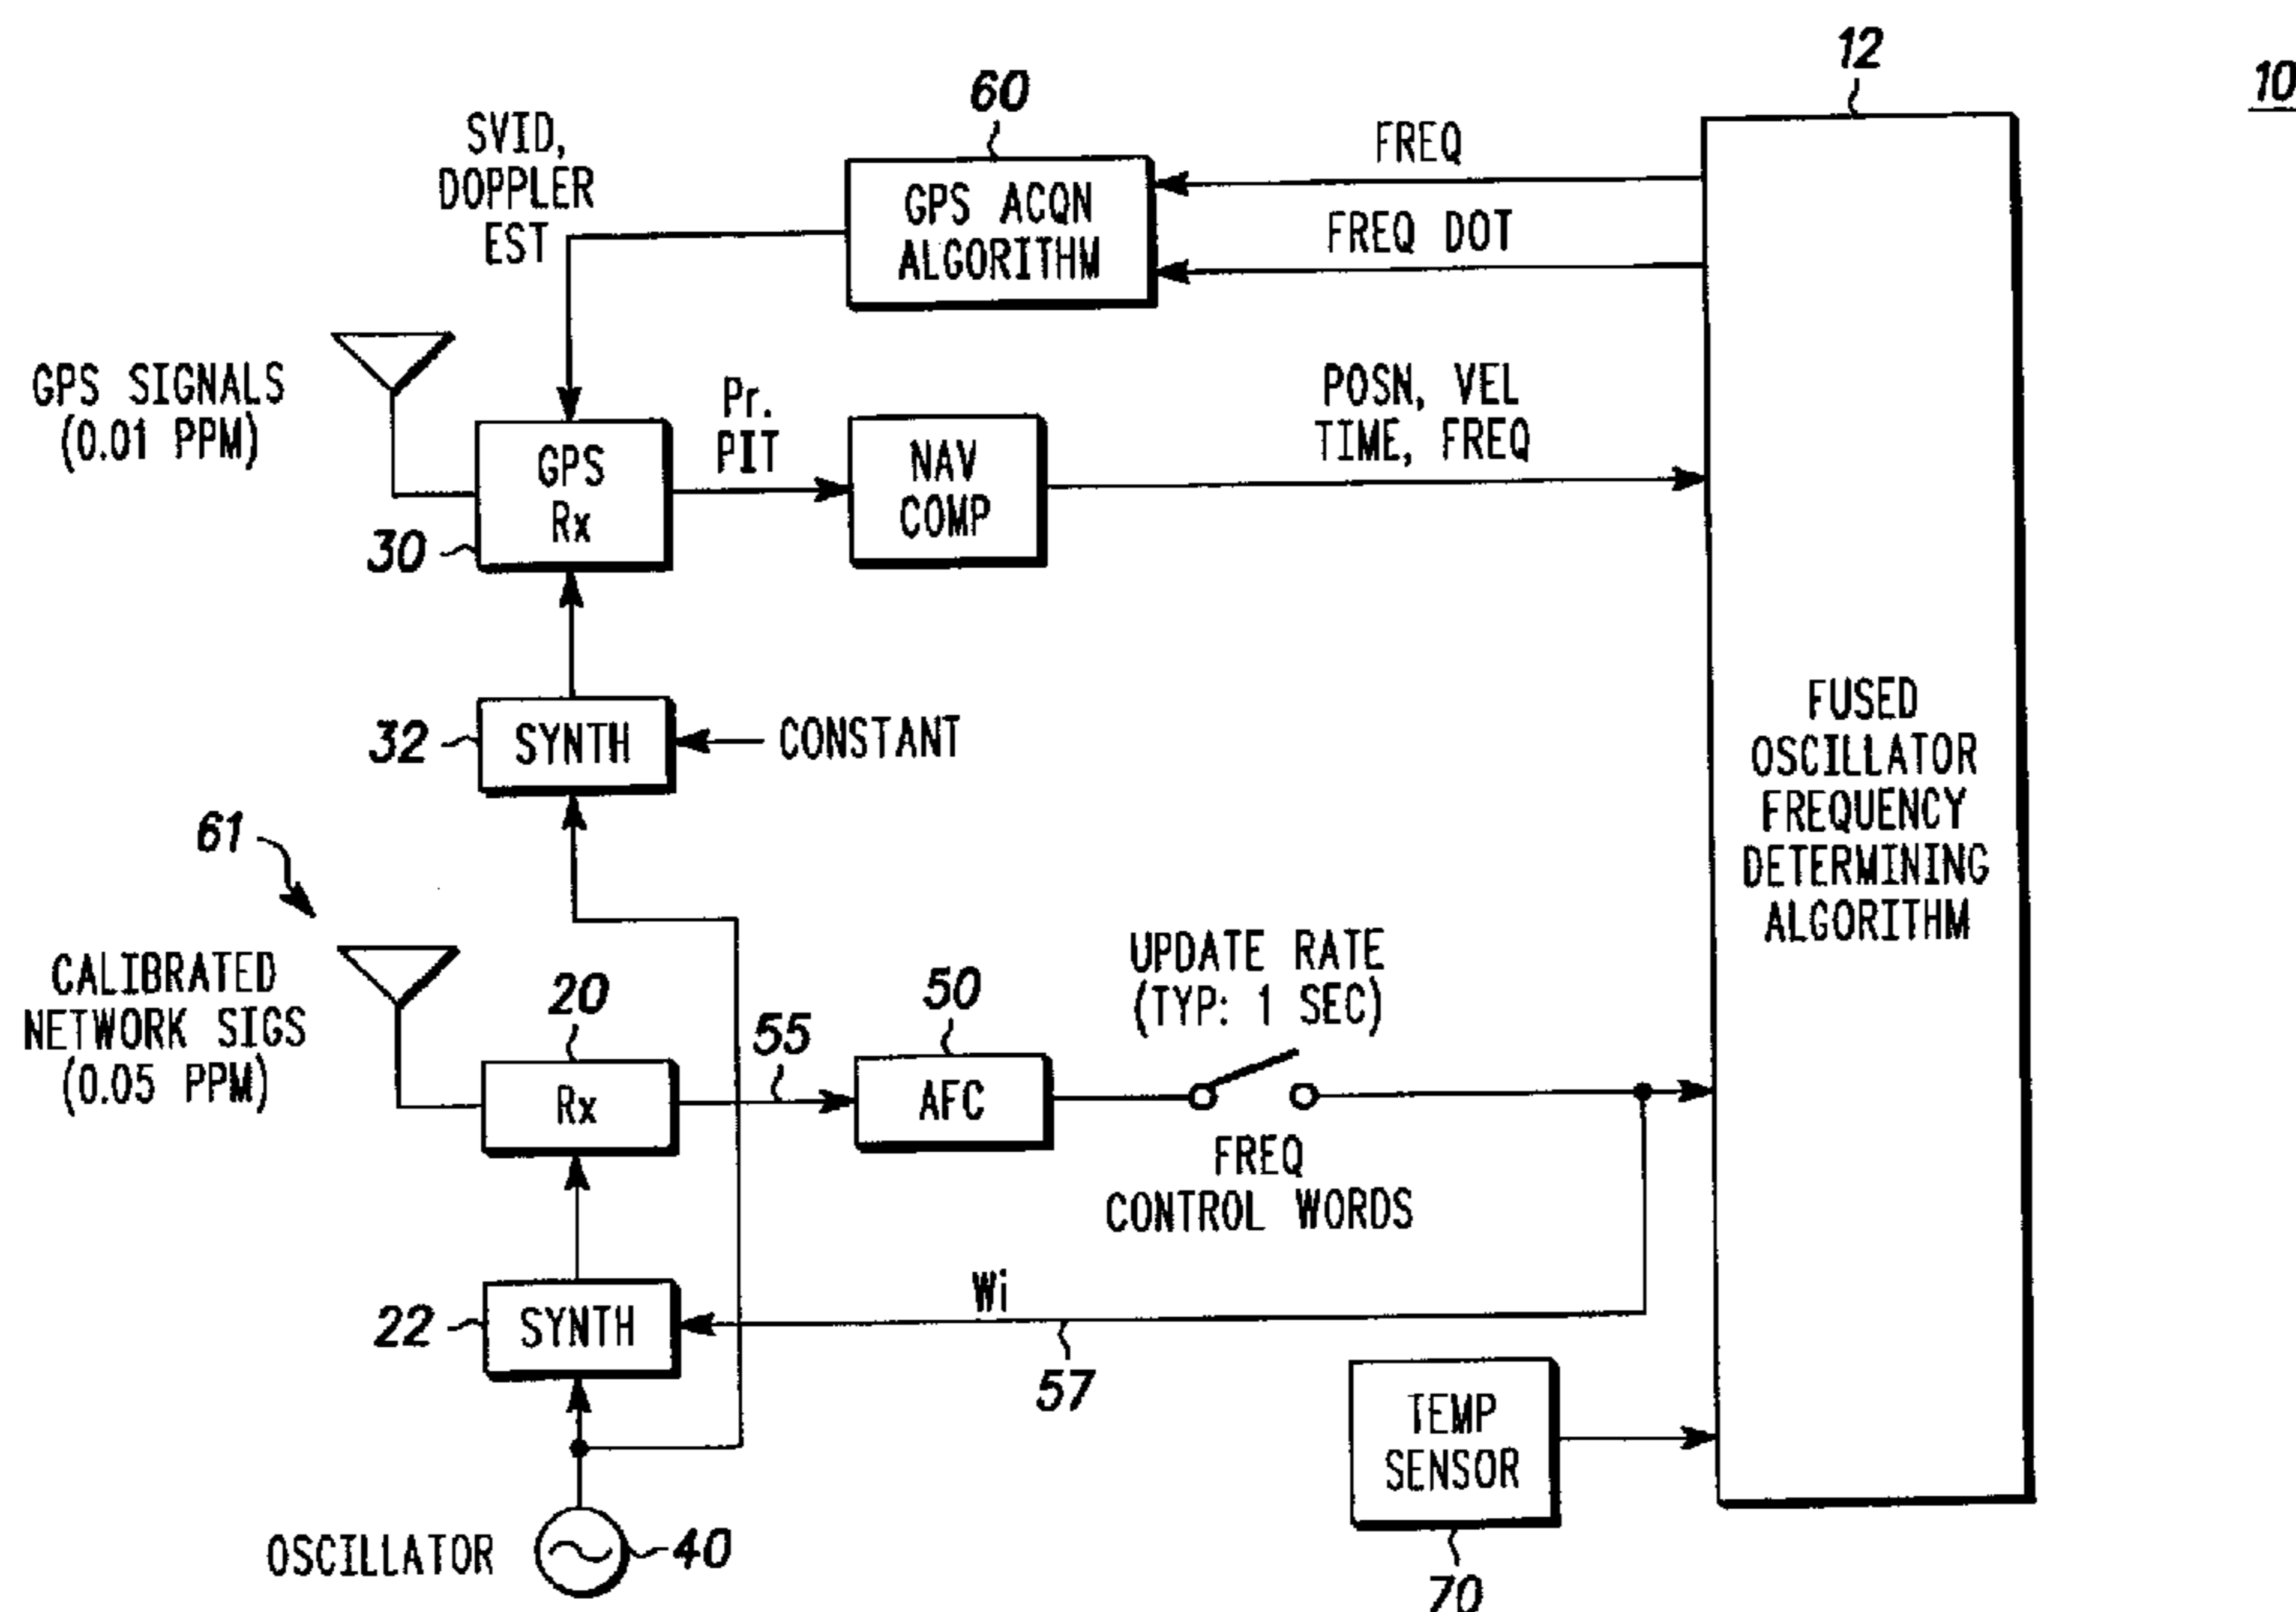 12
10
60
SVID,
DOPPLER
EST
GPS ACQN
ALGORITHM
FREQ
FREQ DOT
GPS SIGNALS
(0.01 PPM)
GPS
Rx
30
Pr.
PIT
NAV
COMP
POSN, VEL
TIME, FREQ
32
SYNTH
CONSTANT
FUSED
OSCILLATOR
FREQUENCY
DETERMINING
ALGORITHM
61
CALIBRATED
NETWORK SIGS
(0.05 PPM)
20
Rx
55
50
AFC
UPDATE RATE
(TYP: 1 SEC)
FREQ
CONTROL WORDS
22
SYNTH
Wi
57
TEMP
SENSOR
70
OSCILLATOR
40